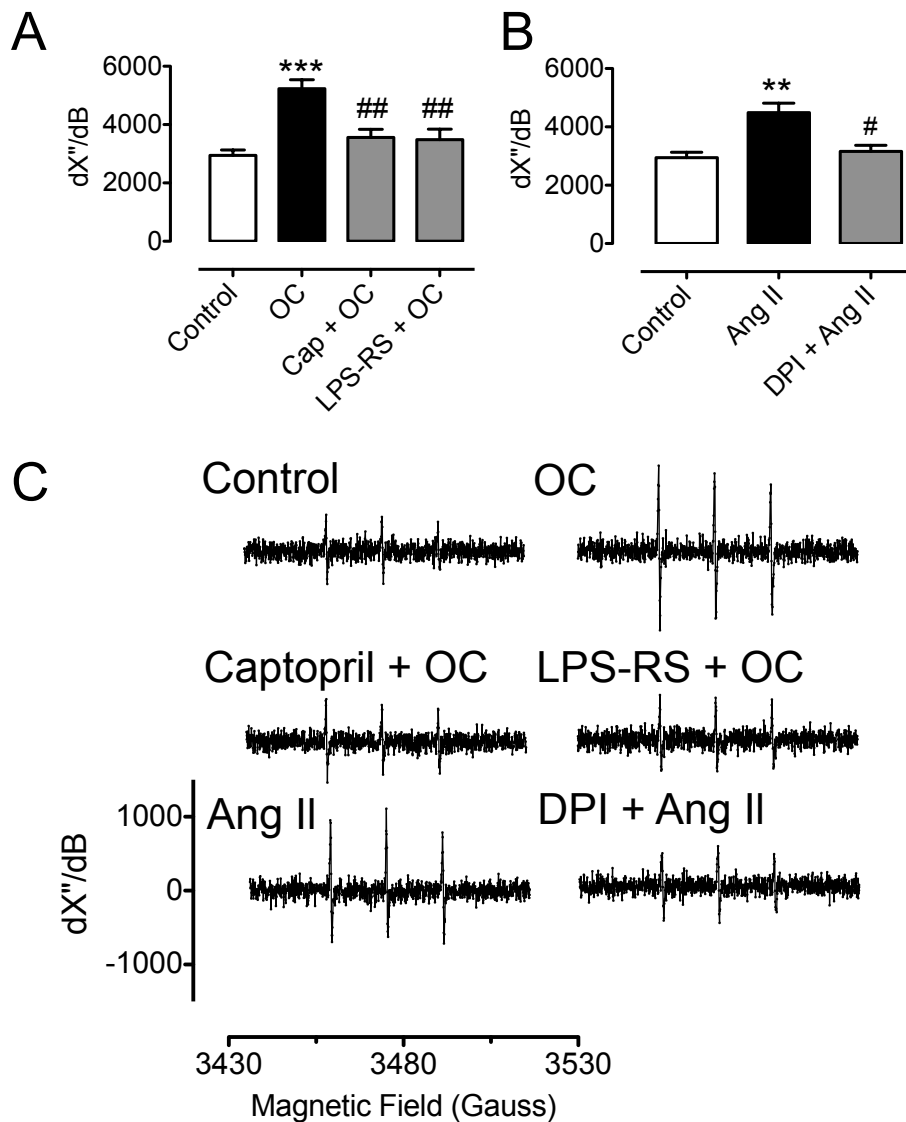 A
dX"/dB
6000
4000
2000
0
***
##
##
Control
OC
Cap + OC
LPS-RS + OC
B
dX"/dB
6000
4000
2000
0
**
#
Control
Ang II
DPI + Ang II
C
Control
OC
Captopril + OC
LPS-RS + OC
Ang II
DPI + Ang II
dX"/dB
1000
0
-1000
3430
3480
3530
Magnetic Field (Gauss)